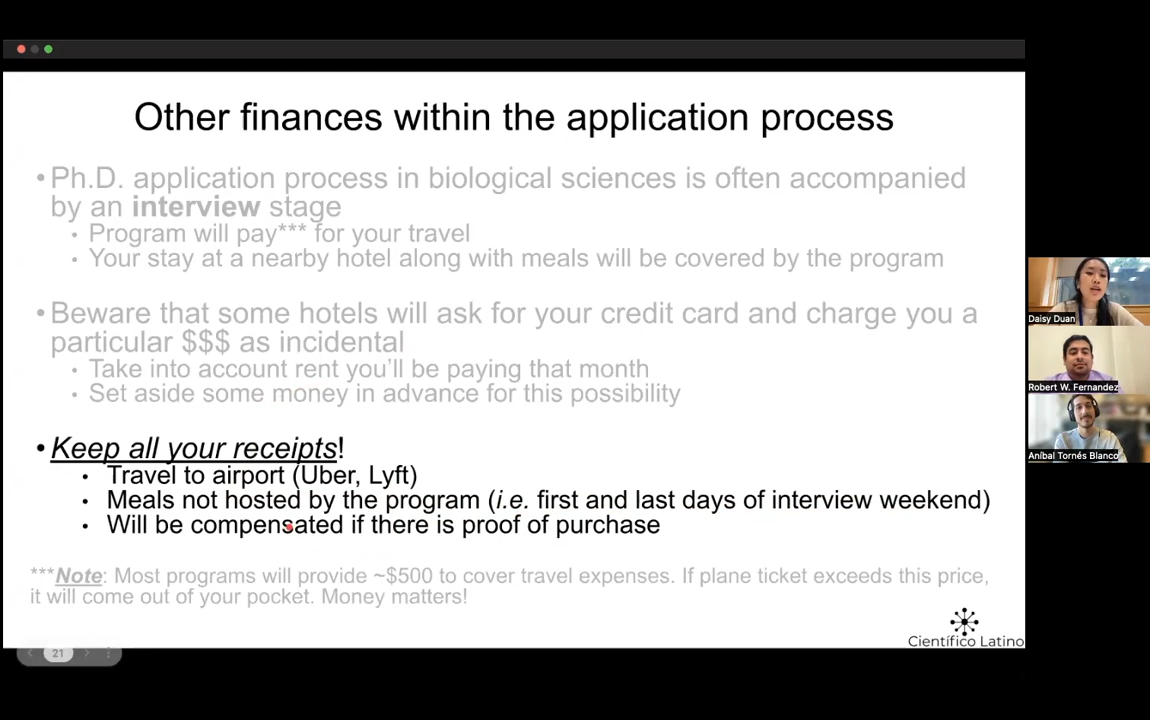 Other finances within the application process
•Ph.D. application process in biological sciences is often accompanied
by an interview stage
• Program will pay*** for your travel
• Your stay at a nearby hotel along with meals will be covered by the program
•Beware that some hotels will ask for your credit card and charge you a
particular $$$ as incidental
• Take into account rent you'll be paying that month
• Set aside some money in advance for this possibility
•Keep all your receipts!
• Travel to airport (Uber, Lyft)
• Meals not hosted by the program (i.e. first and last days of interview weekend)
• Will be compensated if there is proof of purchase
***Note: Most programs will provide ~$500 to cover travel expenses. If plane ticket exceeds this price,
it will come out of your pocket. Money matters!
Científico Latino
21
Daisy Duan
Robert W. Fernandez
Aníbal Tornés Blanco